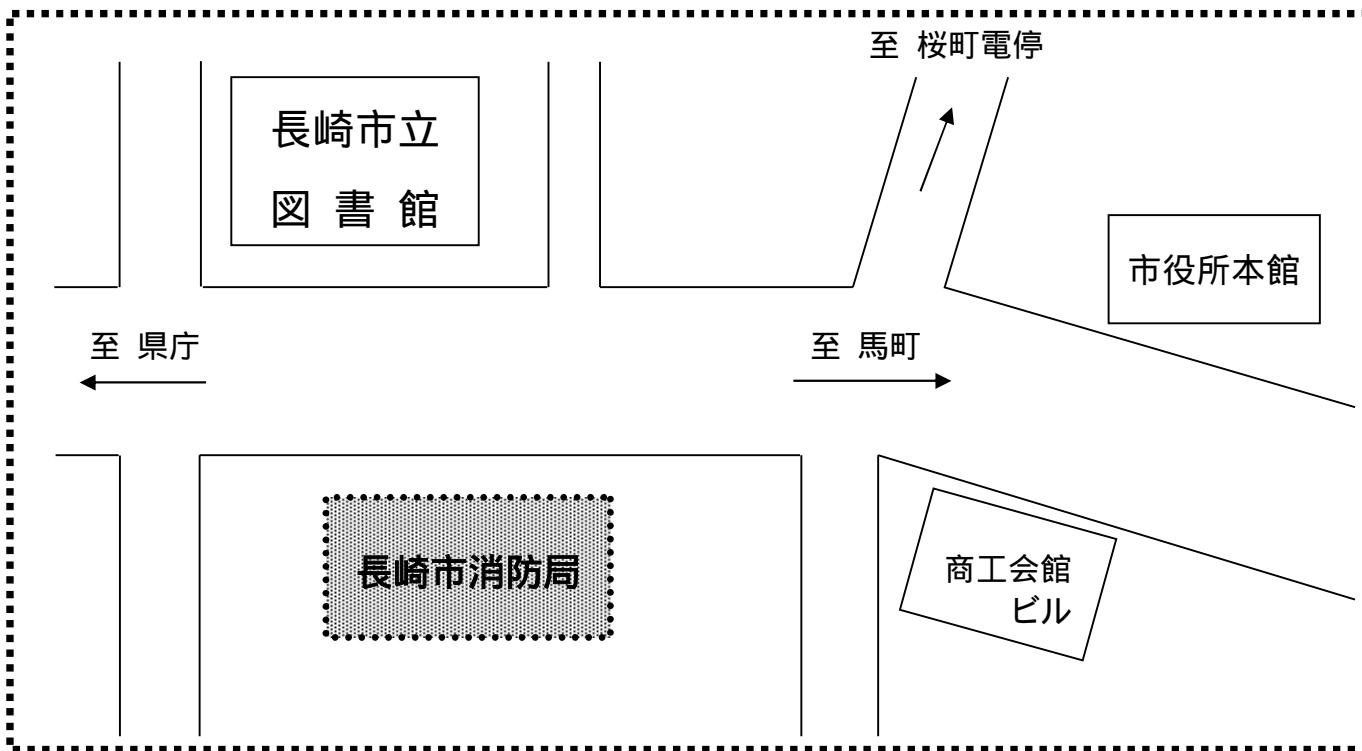 至 桜町電停
長崎市立
図 書 館
市役所本館
至 県庁
至 馬町
長崎市消防局
商工会館
ビル